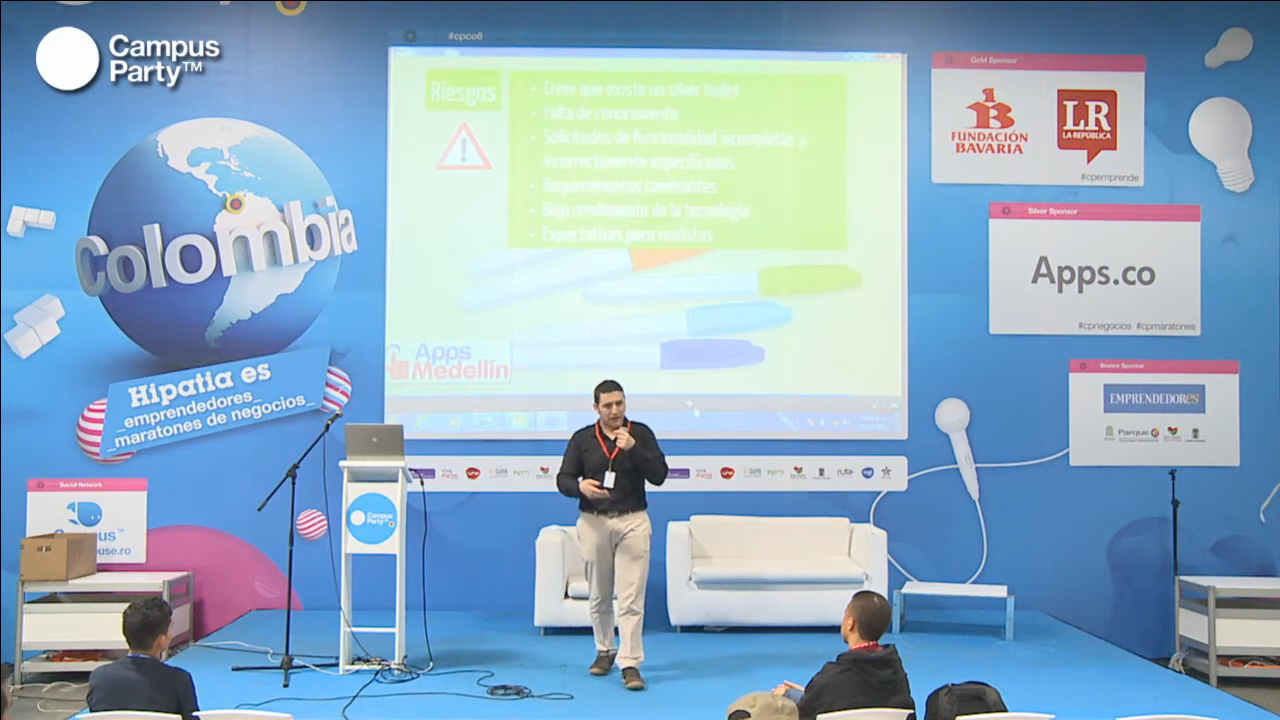 Campus
Party™
#cpco6
Riesgos
• Creer que existe un silver bullet
• Falta de conocimiento
• Solicitudes de funcionalidad incompletas o
incorrectamente especificadas
• Requerimientos cambiantes
• Bajo rendimiento de la tecnología
• Expectativas poco realistas
Apps
Medellín
Colombia
Hipatia es
_emprendedores_
_maratones de negocios_
Gold Sponsor
FUNDACIÓN
BAVARIA
LR
LA REPÚBLICA
#cpemprende
Silver Sponsor
Apps.co
#cpnegocios #cpmaratones
Bronce Sponsor
EMPRENDEDORES
Parque
Social Network
Campus
Party